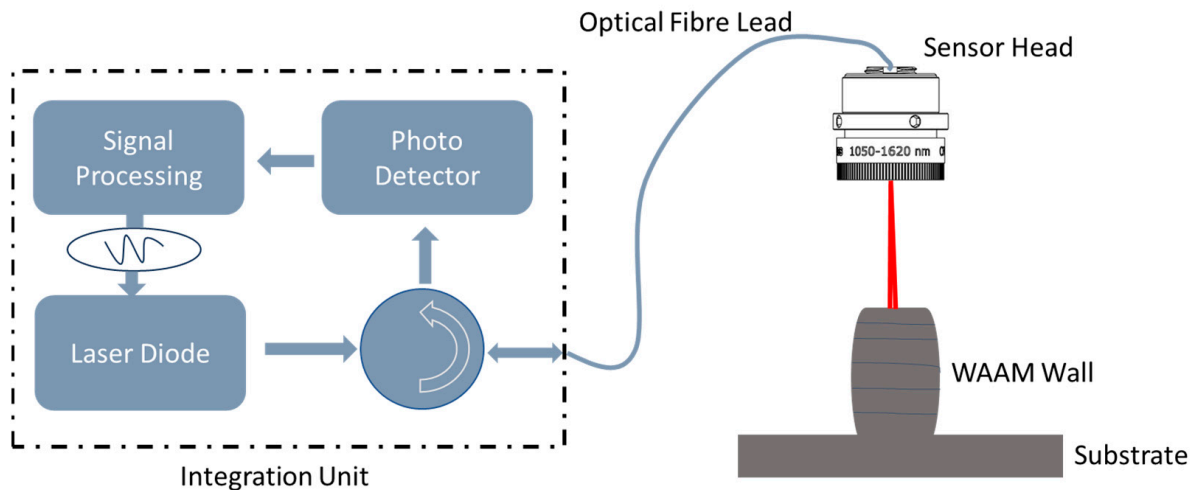 Optical Fibre Lead
Sensor Head
Signal
Processing
Photo
Detector
1050-1620 nm
Laser Diode
WAAM Wall
Substrate
Integration Unit